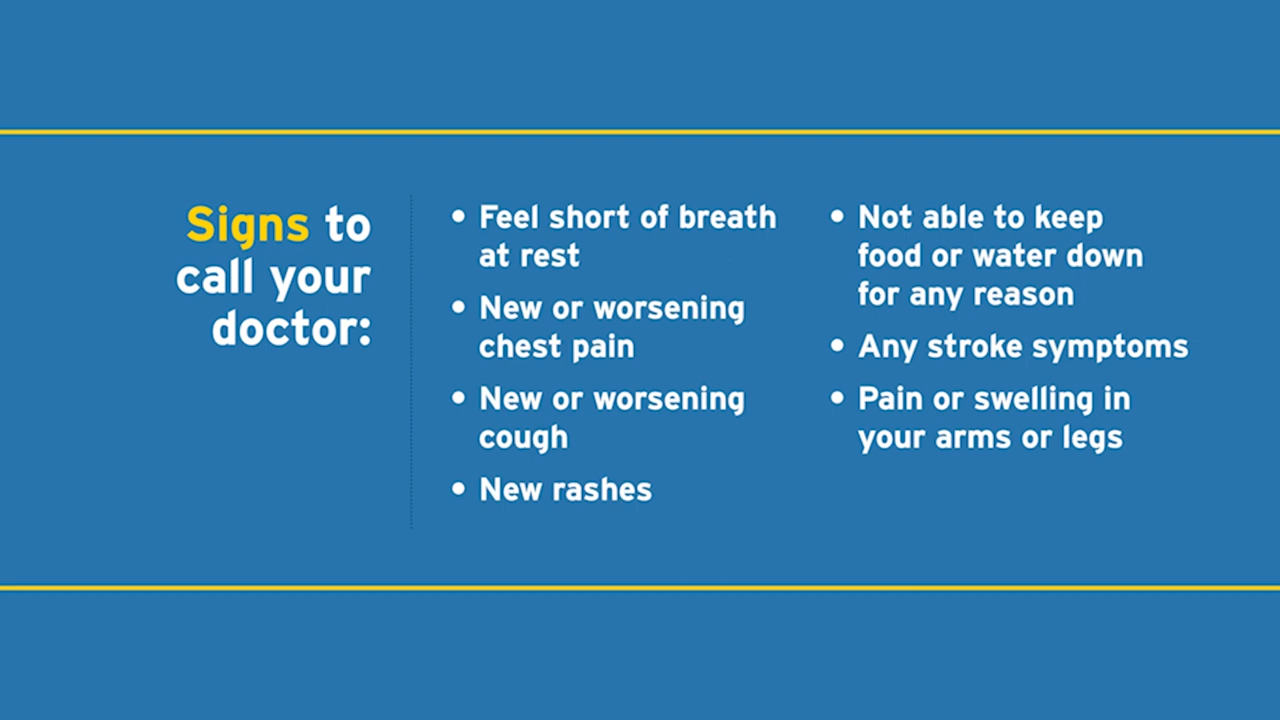 Signs to
call your
doctor:
• Feel short of breath
at rest
• New or worsening
chest pain
• New or worsening
cough
• New rashes
• Not able to keep
food or water down
for any reason
• Any stroke symptoms
• Pain or swelling in
your arms or legs